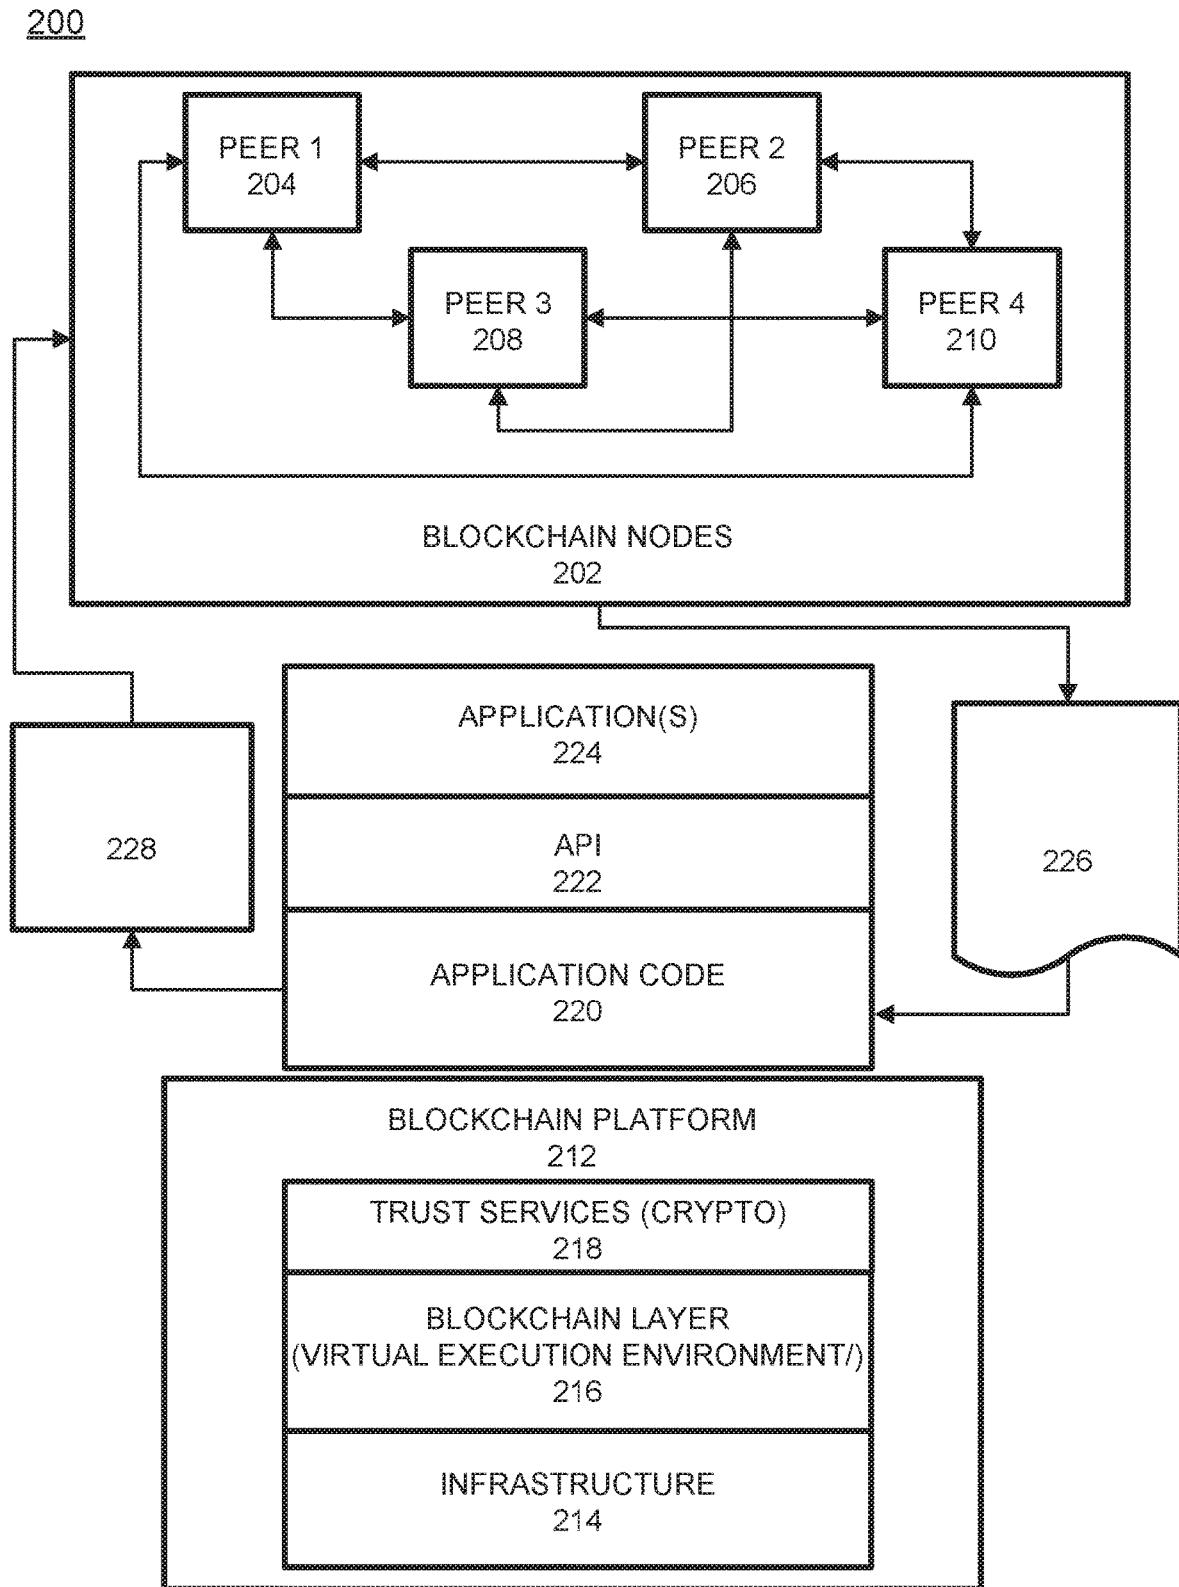 200
PEER 1
204
PEER 2
206
PEER 3
208
PEER 4
210
BLOCKCHAIN NODES
202
APPLICATION(S)
224
API
222
APPLICATION CODE
220
228
226
BLOCKCHAIN PLATFORM
212
TRUST SERVICES (CRYPTO)
218
BLOCKCHAIN LAYER
(VIRTUAL EXECUTION ENVIRONMENT/)
216
INFRASTRUCTURE
214